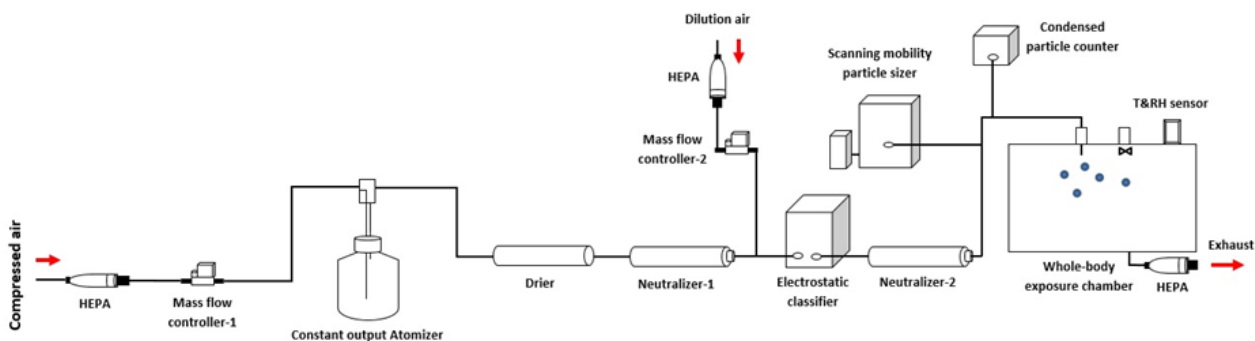 Dilution air
HEPA
Mass flow
controller-2
Scanning mobility
particle sizer
Condensed
particle counter
T&RH sensor
Compressed air
HEPA
Mass flow
controller-1
Constant output Atomizer
Drier
Neutralizer-1
Electrostatic
classifier
Neutralizer-2
Whole-body
exposure chamber
HEPA
Exhaust